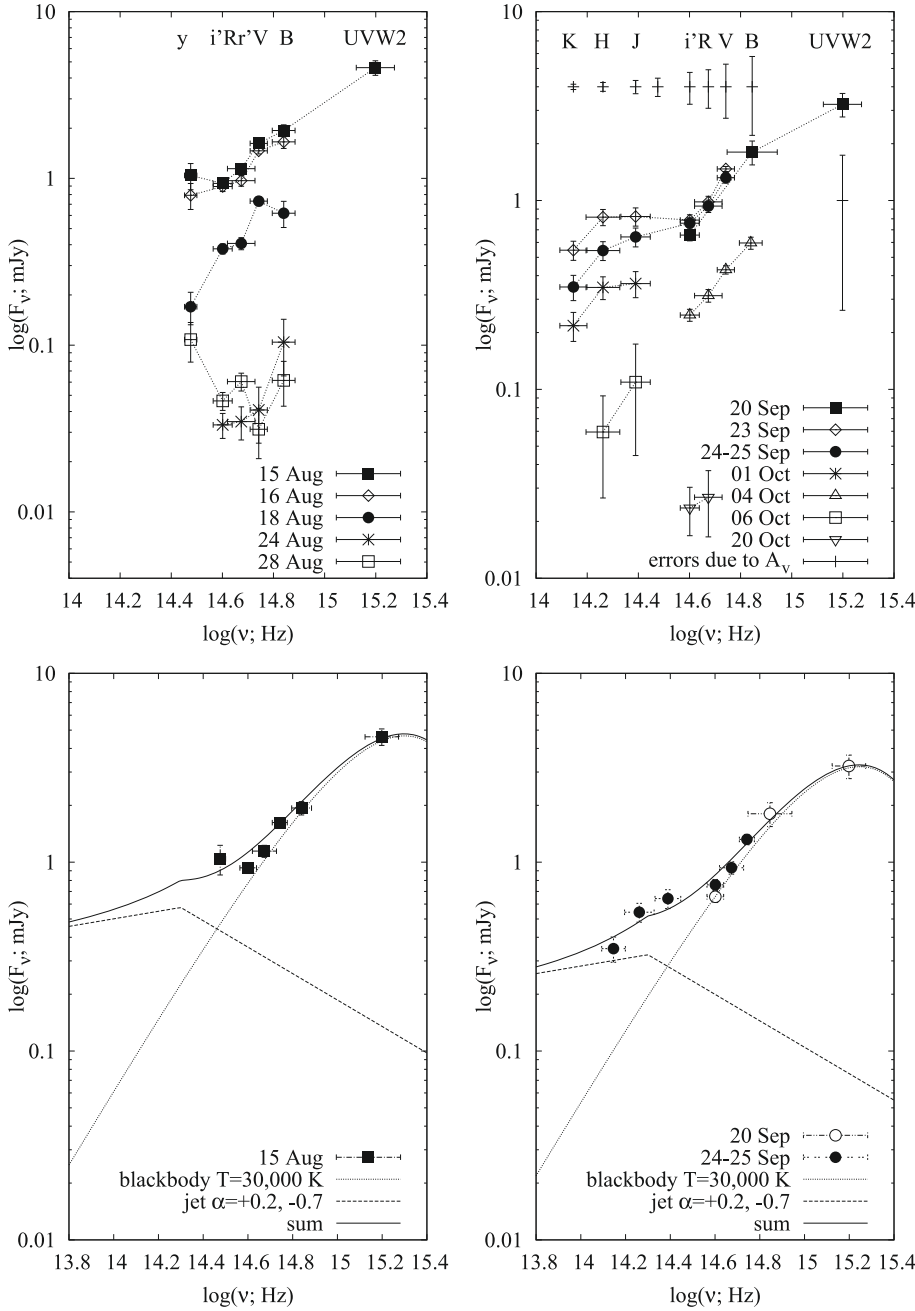 y i’Rr’V B UVW2
10
1
0.1
0.01
log(Fν; mJy)
15 Aug
16 Aug
18 Aug
24 Aug
28 Aug
14 14.2 14.4 14.6 14.8 15 15.2 15.4
log(ν; Hz)
K H J i’R V B UVW2
10
1
0.1
0.01
log(Fν; mJy)
20 Sep
23 Sep
24-25 Sep
01 Oct
04 Oct
06 Oct
20 Oct
errors due to Av
14 14.2 14.4 14.6 14.8 15 15.2 15.4
log(ν; Hz)
10
1
0.1
0.01
log(Fν; mJy)
15 Aug
blackbody T=30,000 K
jet α=+0.2, -0.7
sum
13.8 14 14.2 14.4 14.6 14.8 15 15.2 15.4
log(ν; Hz)
10
1
0.1
0.01
log(Fν; mJy)
20 Sep
24-25 Sep
blackbody T=30,000 K
jet α=+0.2, -0.7
sum
13.8 14 14.2 14.4 14.6 14.8 15 15.2 15.4
log(ν; Hz)